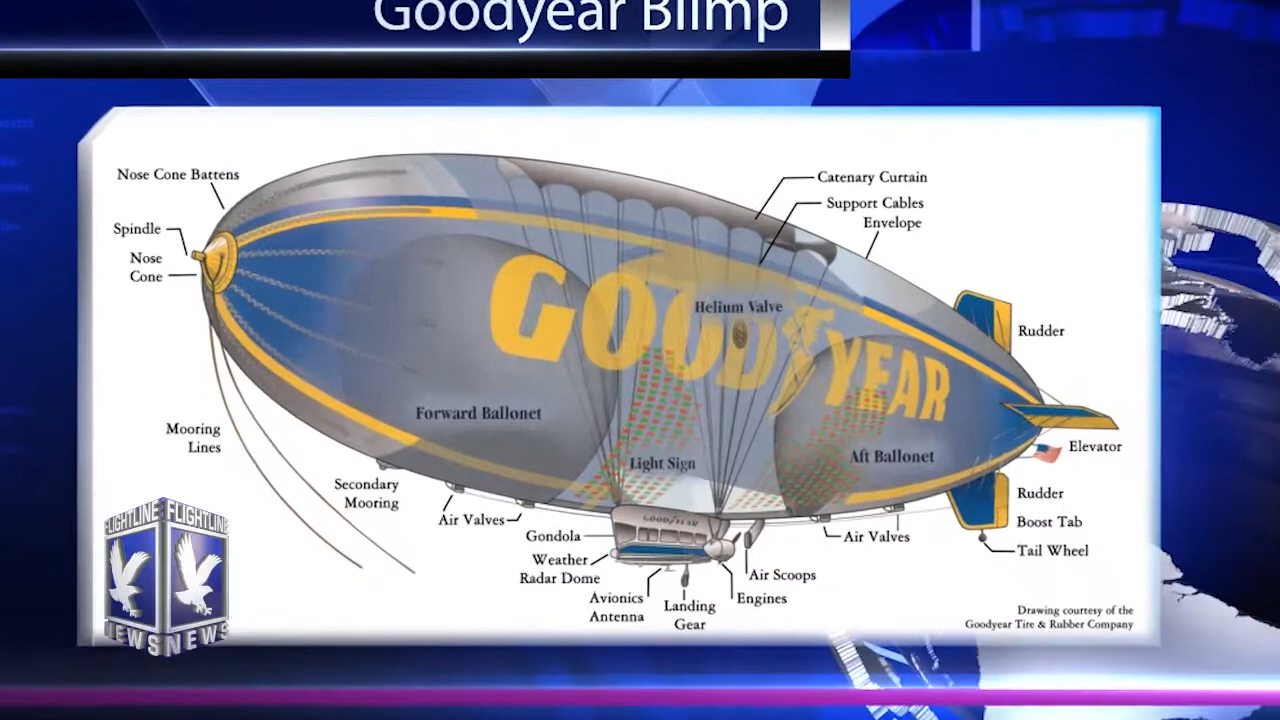 Goodyear Blimp
Nose Cone Battens
Spindle
Nose
Cone
Catenary Curtain
Support Cables
Envelope
GOODYEAR
Helium Valve
Rudder
Forward Ballonet
Mooring
Lines
Light Sign
Aft Ballonet
Elevator
Secondary
Mooring
Air Valves
Rudder
Boost Tab
Tail Wheel
GOODYEAR
Gondola
Air Valves
Weather
Radar Dome
Avionics
Antenna
Landing
Gear
Air Scoops
Engines
Drawing courtesy of the
Goodyear Tire & Rubber Company
FLIGHTLINE FLIGHTLINE
NEWS NEWS